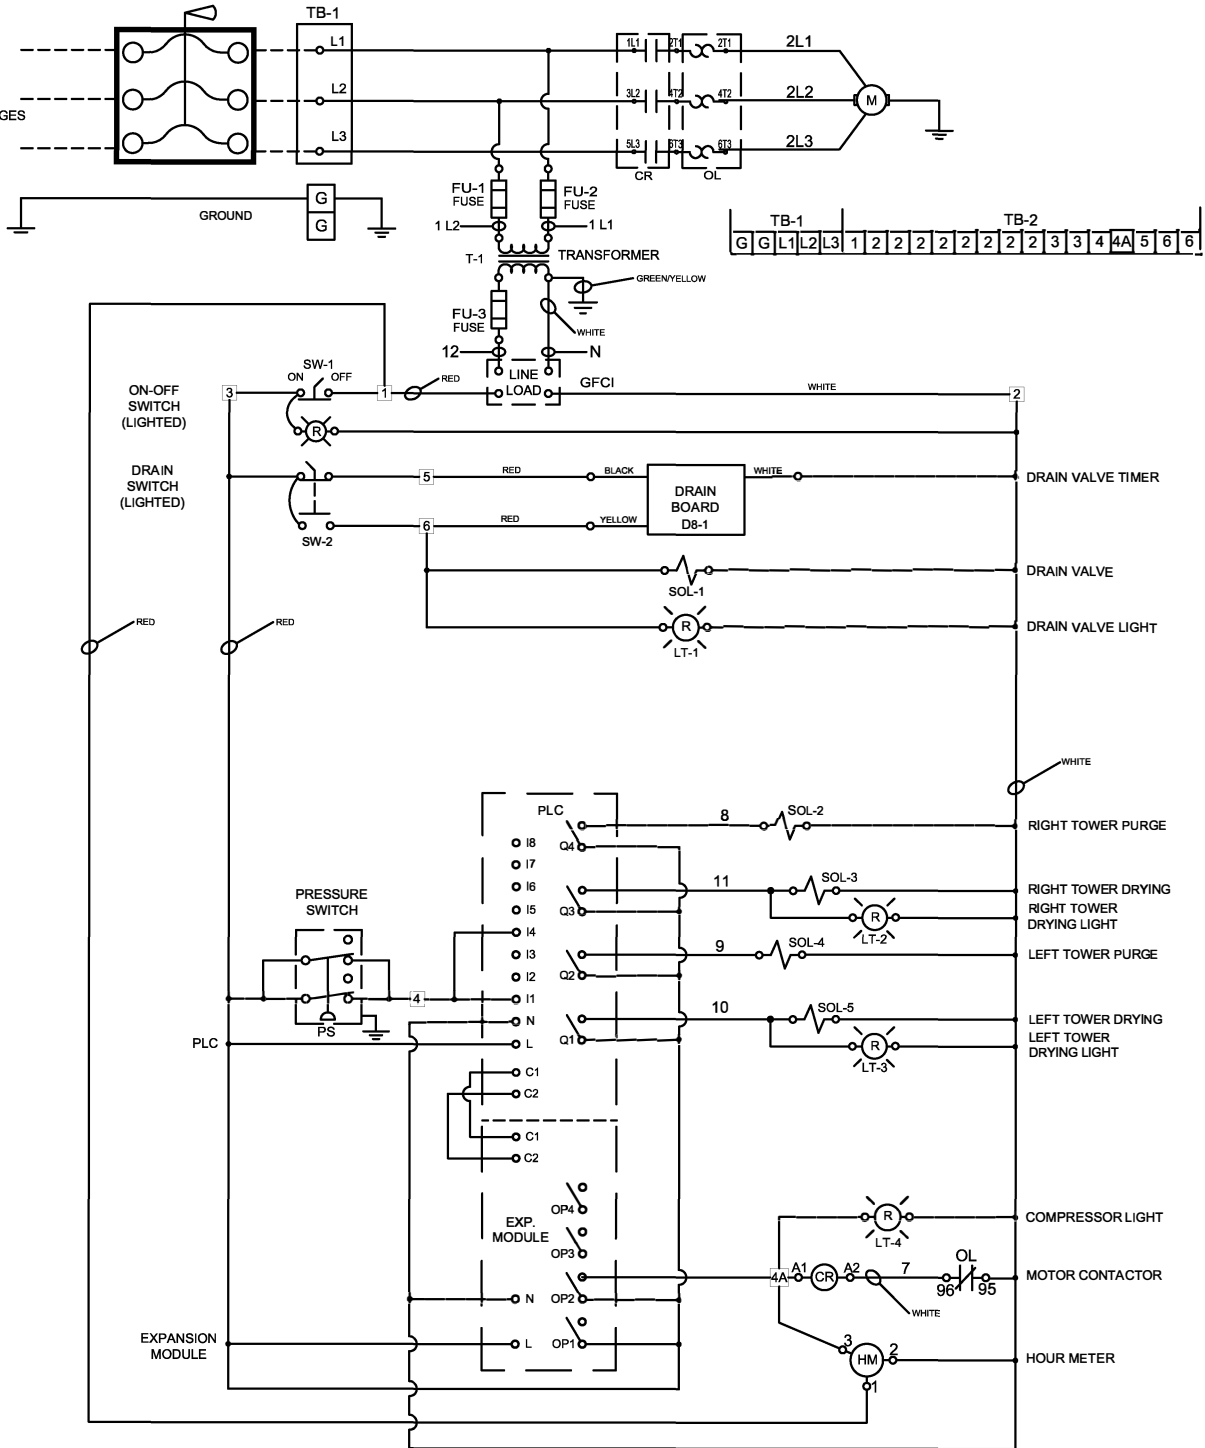 TB-1
L1
L2
L3
GES
1L1
2T1
2T1
2L1
3L2
4T2
4T2
2L2
5L3
6T3
6T3
2L3
M
CR
OL
G
G
GROUND
FU-1
FUSE
FU-2
FUSE
1 L2
1 L1
T-1
TRANSFORMER
GREEN/YELLOW
FU-3
FUSE
WHITE
12
N
TB-1
TB-2
G G L1 L2 L3 1 2 2 2 2 2 2 2 2 3 3 4 4A 5 6 6
ON-OFF
SWITCH
(LIGHTED)
3
SW-1
ON OFF
1
RED
LINE
LOAD
GFCI
WHITE
2
R
DRAIN
SWITCH
(LIGHTED)
SW-2
5
RED
BLACK
DRAIN
BOARD
D8-1
WHITE
DRAIN VALVE TIMER
6
RED
YELLOW
SOL-1
DRAIN VALVE
R
LT-1
DRAIN VALVE LIGHT
RED
RED
WHITE
PLC
I8
I7
I6
I5
I4
I3
I2
I1
N
L
C1
C2
Q4
Q3
Q2
Q1
8
SOL-2
RIGHT TOWER PURGE
11
SOL-3
RIGHT TOWER DRYING
R
LT-2
RIGHT TOWER
DRYING LIGHT
9
SOL-4
LEFT TOWER PURGE
10
SOL-5
LEFT TOWER DRYING
R
LT-3
LEFT TOWER
DRYING LIGHT
PRESSURE
SWITCH
PS
4
PLC
C1
C2
EXP.
MODULE
OP4
OP3
OP2
OP1
N
L
EXPANSION
MODULE
R
LT-4
COMPRESSOR LIGHT
4A
A1
CR
A2
7
WHITE
OL
96
95
MOTOR CONTACTOR
3
HM
2
1
HOUR METER